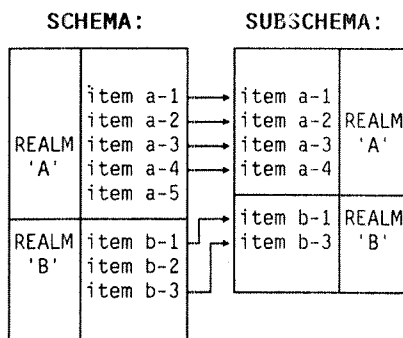 SCHEMA: SUBSCHEMA:
item a-1 item a-1
item a-2 item a-2 REALM
REALM item a-3 item a-3 'A'
'A' item a-4 item a-4
item a-5
item b-1 REALM
REALM item b-1 item b-3 'B'
'B' item b-2
item b-3